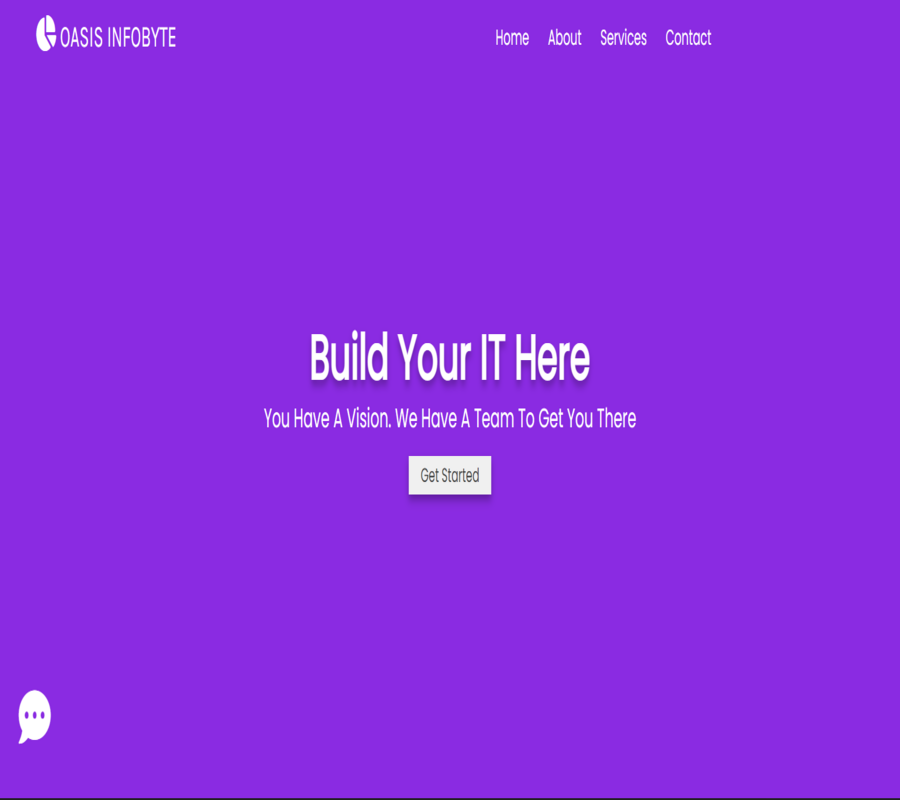 OASIS INFOBYTE
Home About Services Contact
Build Your IT Here
You Have A Vision. We Have A Team To Get You There
Get Started